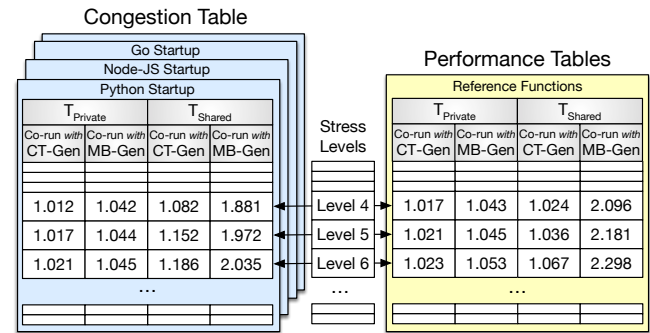 Congestion Table
Go Startup
Node-JS Startup
Python Startup
T Private T Shared
Co-run with CT-Gen Co-run with MB-Gen Co-run with CT-Gen Co-run with MB-Gen
1.012 1.042 1.082 1.881
1.017 1.044 1.152 1.972
1.021 1.045 1.186 2.035
...
Stress
Levels
Level 4
Level 5
Level 6
...
Performance Tables
Reference Functions
T Private T Shared
Co-run with CT-Gen Co-run with MB-Gen Co-run with CT-Gen Co-run with MB-Gen
1.017 1.043 1.024 2.096
1.021 1.045 1.036 2.181
1.023 1.053 1.067 2.298
...